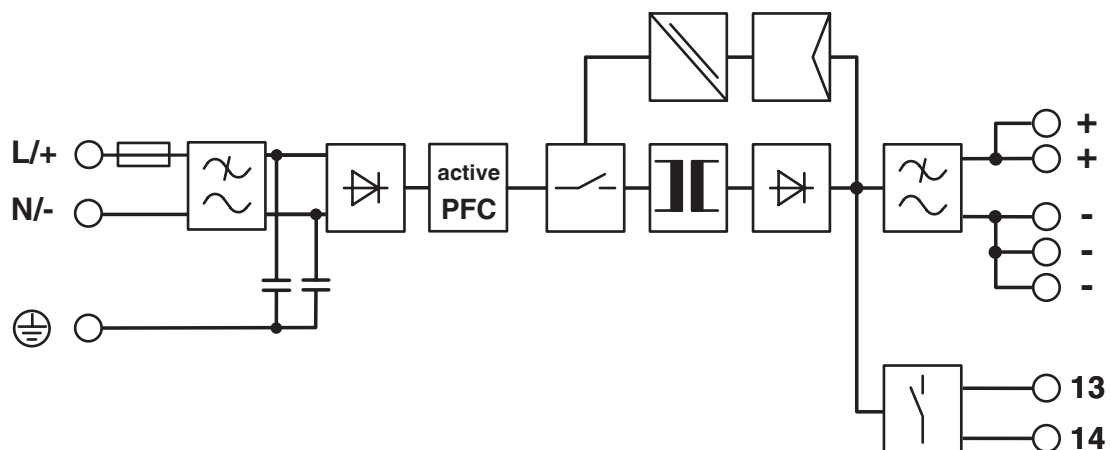 L/+
N/-
active
PFC
+
+
-
-
-
13
14